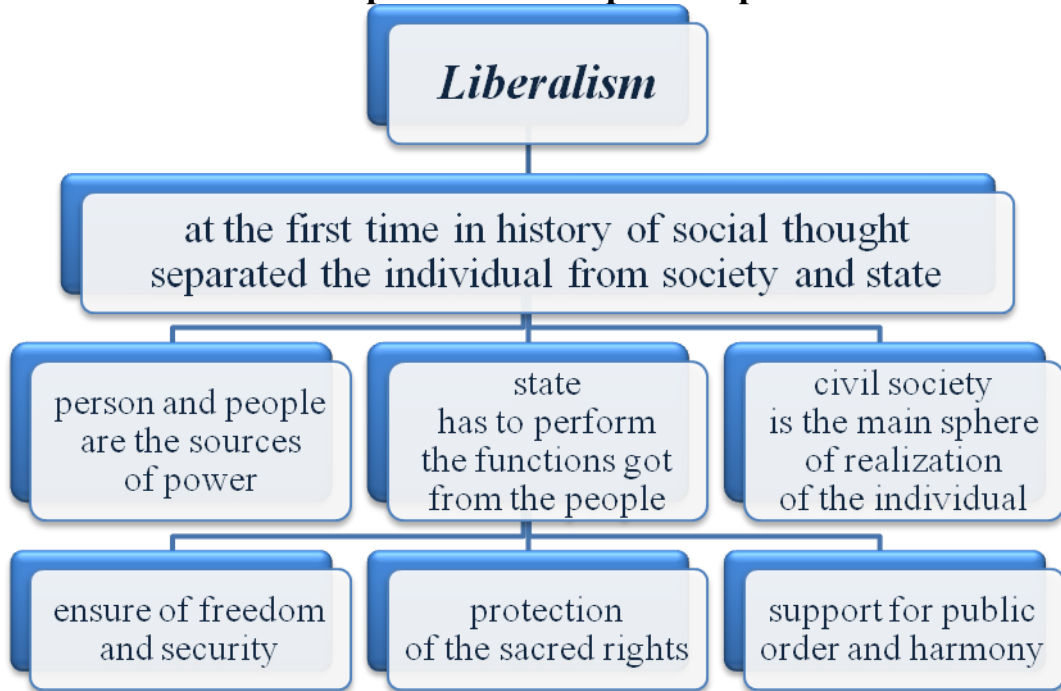 Liberalism
at the first time in history of social thought
separated the individual from society and state
person and people
are the sources
of power
state
has to perform
the functions got
from the people
civil society
is the main sphere
of realization
of the individual
ensure of freedom
and security
protection
of the sacred rights
support for public
order and harmony